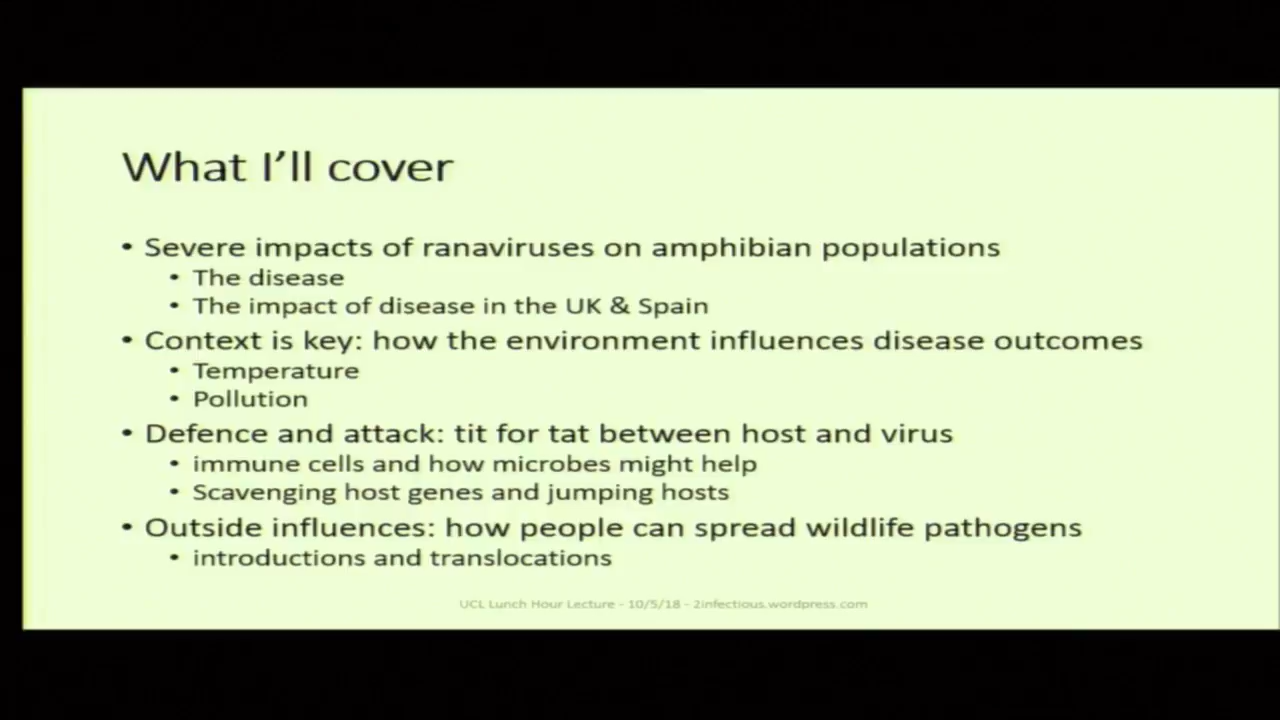 What I'll cover
• Severe impacts of ranaviruses on amphibian populations
• The disease
• The impact of disease in the UK & Spain
• Context is key: how the environment influences disease outcomes
• Temperature
• Pollution
• Defence and attack: tit for tat between host and virus
• immune cells and how microbes might help
• Scavenging host genes and jumping hosts
• Outside influences: how people can spread wildlife pathogens
• introductions and translocations
UCL Lunch Hour Lecture - 10/5/18 - 2infectious.wordpress.com